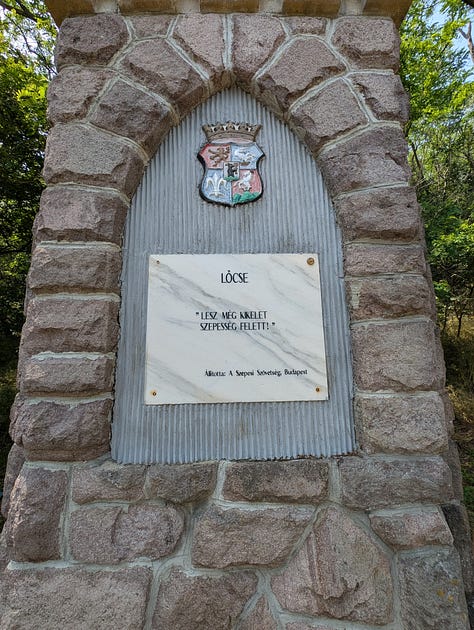 LŐCSE
"LESZ MÉG KIKELET
SZEPESSÉG FELETT!"
Állította: A Szepesi Szövetség, Budapest